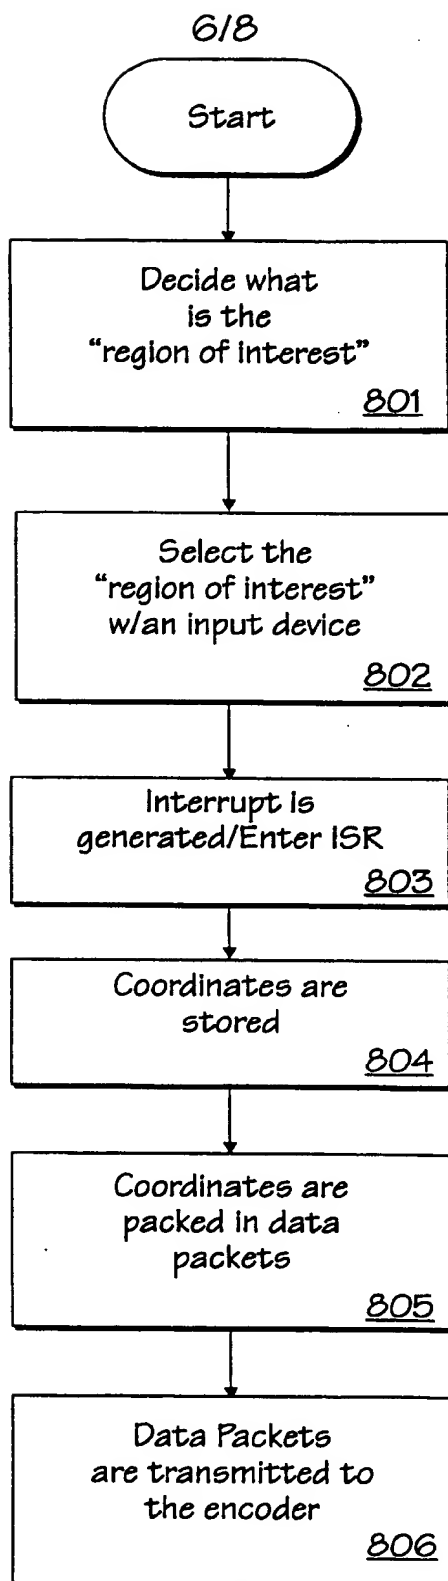 6/8
Start
Decide what
is the
“region of interest”
801
Select the
“region of interest”
w/an input device
802
Interrupt is
generated/Enter ISR
803
Coordinates are
stored
804
Coordinates are
packed in data
packets
805
Data Packets
are transmitted to
the encoder
806